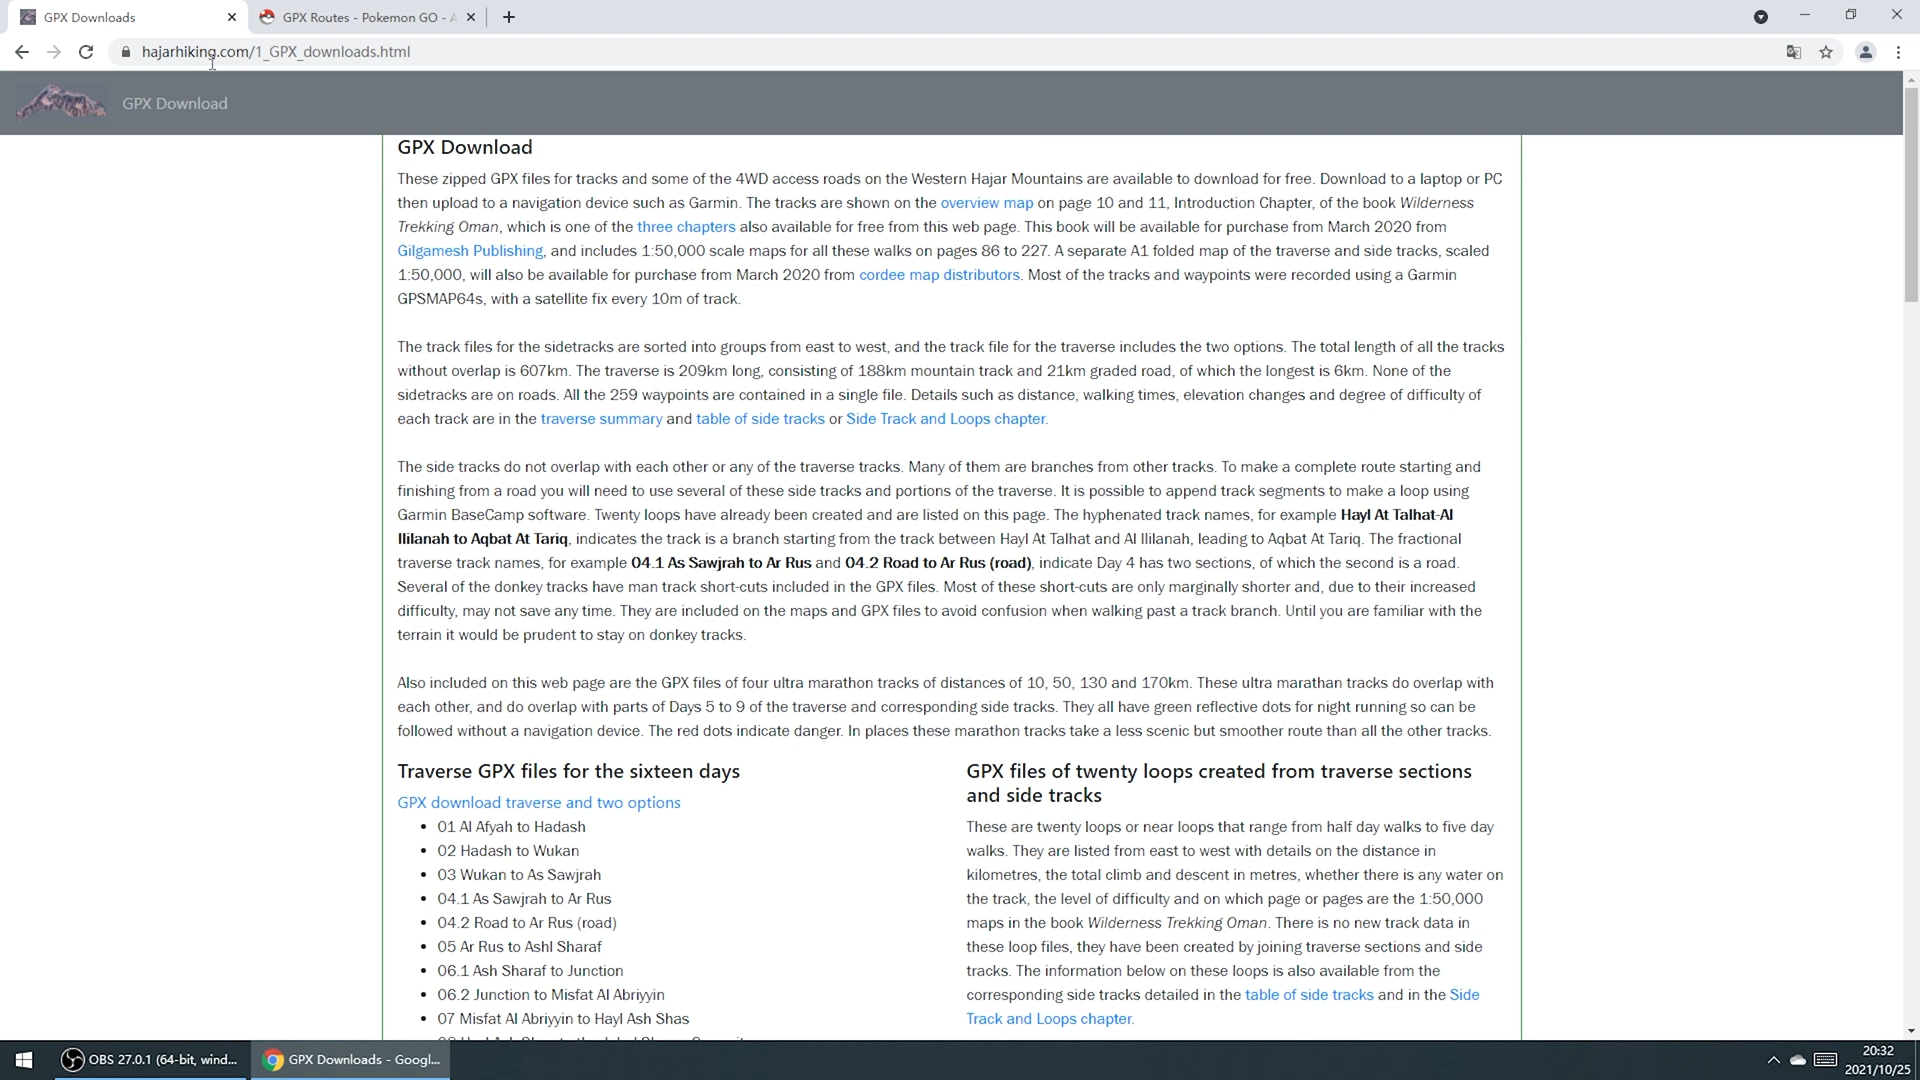 GPX Downloads
GPX Routes - Pokemon GO -
hajarhiking.com/1_GPX_downloads.html
GPX Download
GPX Download
These zipped GPX files for tracks and some of the 4WD access roads on the Western Hajar Mountains are available to download for free. Download to a laptop or PC
then upload to a navigation device such as Garmin. The tracks are shown on the overview map on page 10 and 11, Introduction Chapter, of the book Wilderness
Trekking Oman, which is one of the three chapters also available for free from this web page. This book will be available for purchase from March 2020 from
Gilgamesh Publishing, and includes 1:50,000 scale maps for all these walks on pages 86 to 227. A separate A1 folded map of the traverse and side tracks, scaled
1:50,000, will also be available for purchase from March 2020 from cordee map distributors. Most of the tracks and waypoints were recorded using a Garmin
GPSMAP64s, with a satellite fix every 10m of track.
The track files for the sidetracks are sorted into groups from east to west, and the track file for the traverse includes the two options. The total length of all the tracks
without overlap is 607km. The traverse is 209km long, consisting of 188km mountain track and 21km graded road, of which the longest is 6km. None of the
sidetracks are on roads. All the 259 waypoints are contained in a single file. Details such as distance, walking times, elevation changes and degree of difficulty of
each track are in the traverse summary and table of side tracks or Side Track and Loops chapter.
The side tracks do not overlap with each other or any of the traverse tracks. Many of them are branches from other tracks. To make a complete route starting and
finishing from a road you will need to use several of these side tracks and portions of the traverse. It is possible to append track segments to make a loop using
Garmin BaseCamp software. Twenty loops have already been created and are listed on this page. The hyphenated track names, for example Hayl At Talhat-Al
Ililanah to Aqbat At Tariq, indicates the track is a branch starting from the track between Hayl At Talhat and Al Ililanah, leading to Aqbat At Tariq. The fractional
traverse track names, for example 04.1 As Sawjrah to Ar Rus and 04.2 Road to Ar Rus (road), indicate Day 4 has two sections, of which the second is a road.
Several of the donkey tracks have man track short-cuts included in the GPX files. Most of these short-cuts are only marginally shorter and, due to their increased
difficulty, may not save any time. They are included on the maps and GPX files to avoid confusion when walking past a track branch. Until you are familiar with the
terrain it would be prudent to stay on donkey tracks.
Also included on this web page are the GPX files of four ultra marathon tracks of distances of 10, 50, 130 and 170km. These ultra marathan tracks do overlap with
each other, and do overlap with parts of Days 5 to 9 of the traverse and corresponding side tracks. They all have green reflective dots for night running so can be
followed without a navigation device. The red dots indicate danger. In places these marathon tracks take a less scenic but smoother route than all the other tracks.
Traverse GPX files for the sixteen days
GPX download traverse and two options
• 01 Al Afyah to Hadash
• 02 Hadash to Wukan
• 03 Wukan to As Sawjrah
• 04.1 As Sawjrah to Ar Rus
• 04.2 Road to Ar Rus (road)
• 05 Ar Rus to Ashl Sharaf
• 06.1 Ash Sharaf to Junction
• 06.2 Junction to Misfat Al Abriyyin
• 07 Misfat Al Abriyyin to Hayl Ash Shas
GPX files of twenty loops created from traverse sections
and side tracks
These are twenty loops or near loops that range from half day walks to five day
walks. They are listed from east to west with details on the distance in
kilometres, the total climb and descent in metres, whether there is any water on
the track, the level of difficulty and on which page or pages are the 1:50,000
maps in the book Wilderness Trekking Oman. There is no new track data in
these loop files, they have been created by joining traverse sections and side
tracks. The information below on these loops is also available from the
corresponding side tracks detailed in the table of side tracks and in the Side
Track and Loops chapter.
OBS 27.0.1 (64-bit, wind...
GPX Downloads - Googl...
20:32
2021/10/25